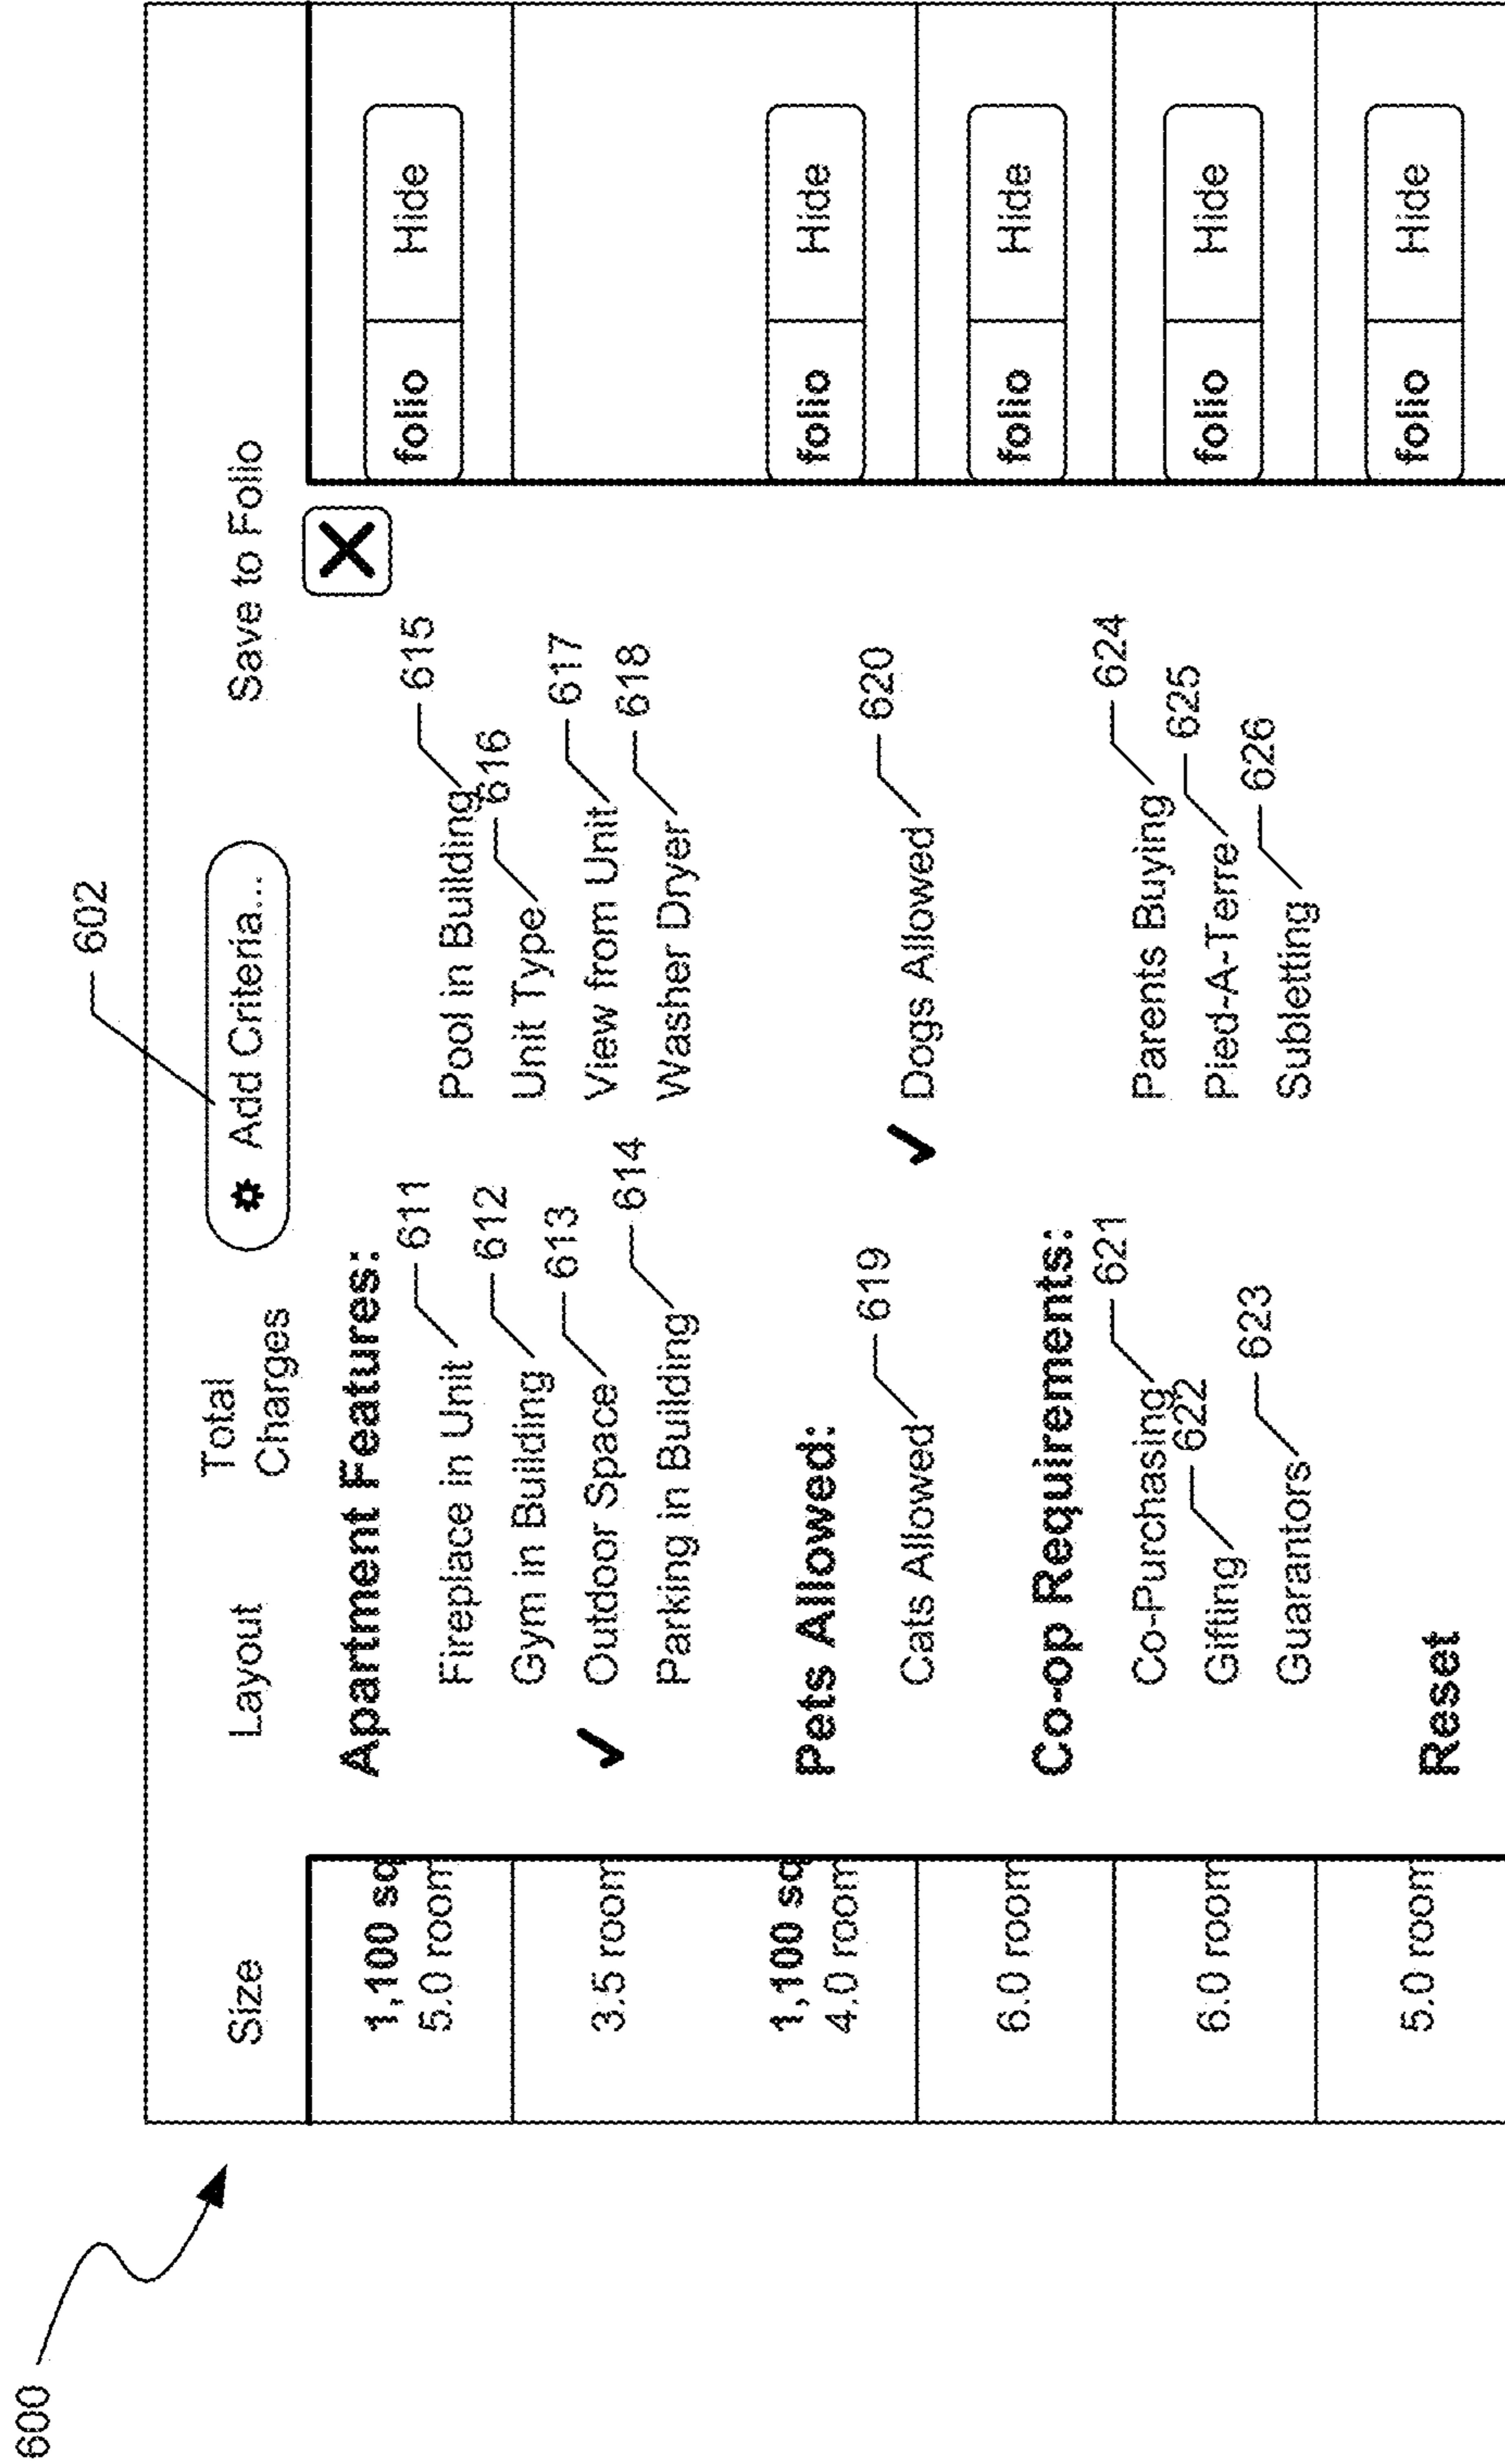 600
602
Size
Layout
Total
Charges
Add Criteria...
Save to Folio
1,100 sq
5.0 room
3.5 room
1,100 sq
4.0 room
6.0 room
6.0 room
5.0 room
Apartment Features:
Fireplace in Unit 611
Gym in Building 612
Outdoor Space 613
Parking in Building 614
Pool in Building 615
Unit Type 616
View from Unit 617
Washer Dryer 618
Pets Allowed:
Cats Allowed 619
Dogs Allowed 620
Co-op Requirements:
Co-Purchasing 621
Gifting 622
Guarantors 623
Parents Buying 624
Pied-A-Terre 625
Subletting 626
Reset
folio Hide
folio Hide
folio Hide
folio Hide
folio Hide